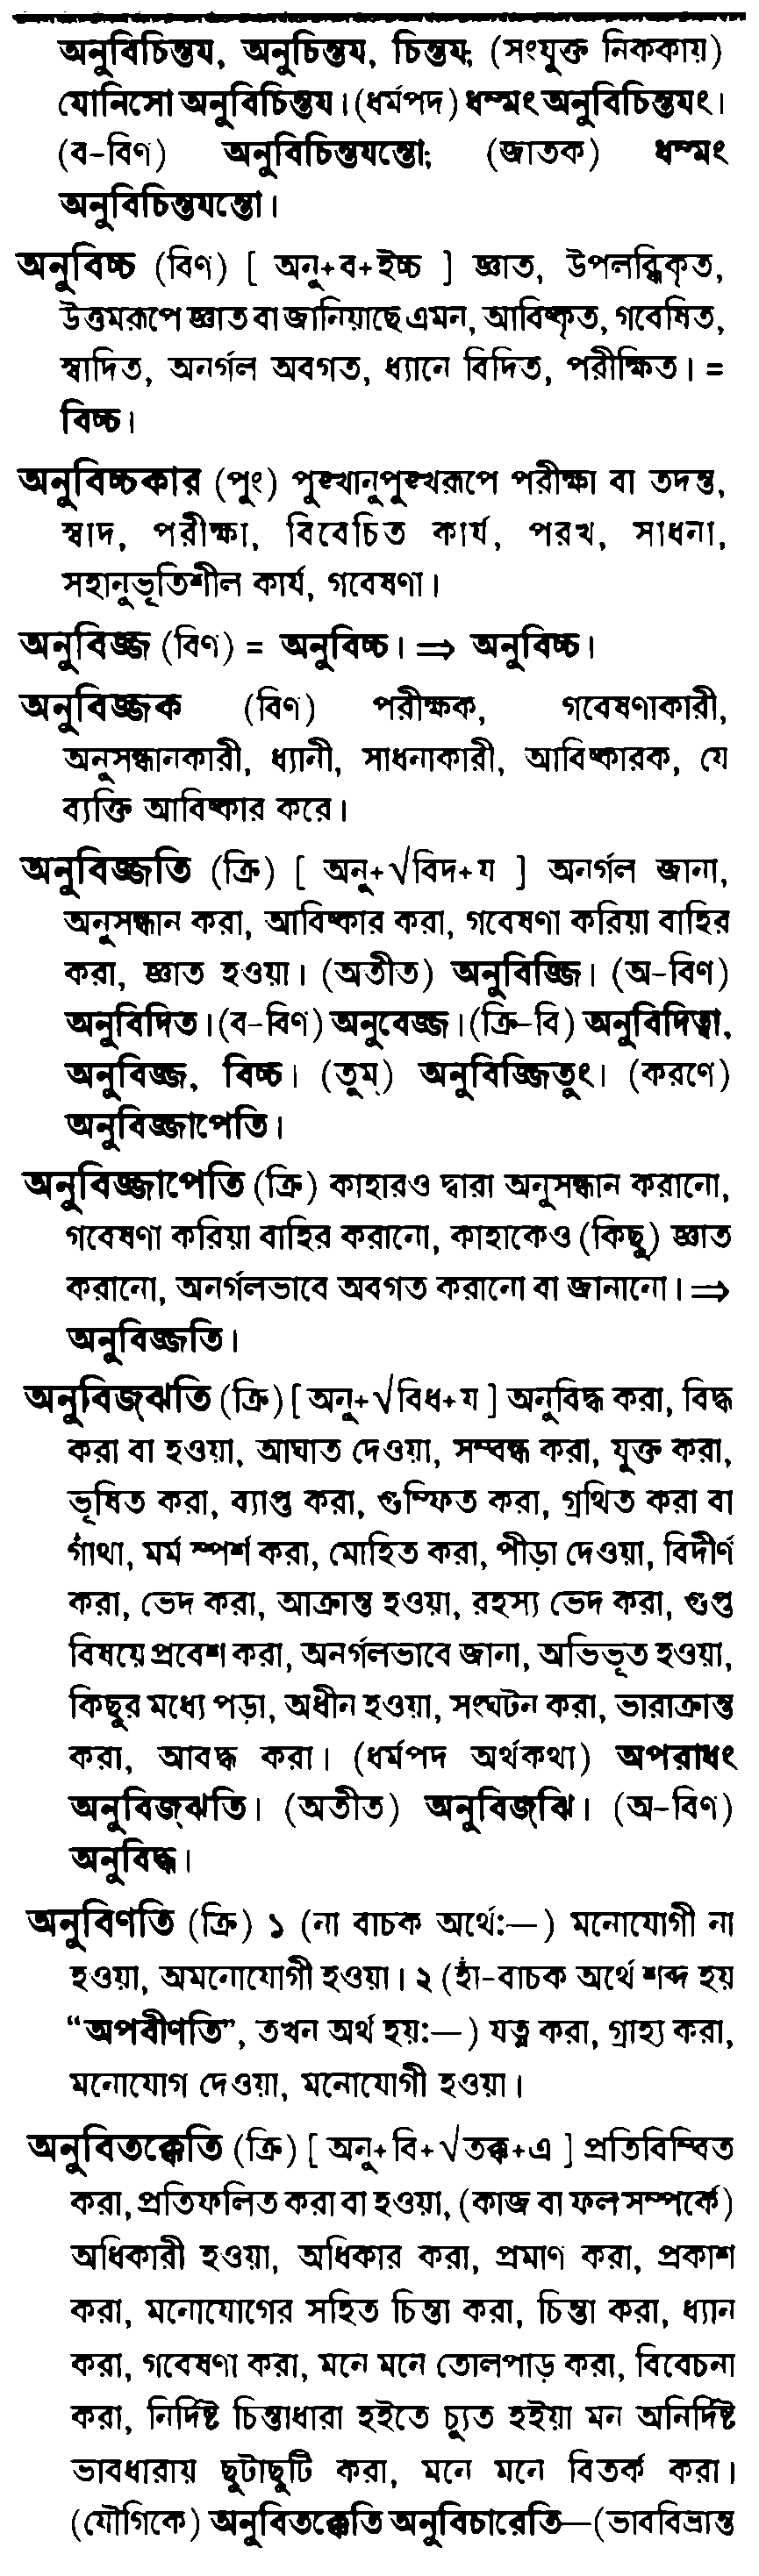 অনুবিচিন্তয, অনুচিন্তয, চিন্তয; (সংযুক্ত নিককায়)
যোনিসো অনুবিচিন্তয। (ধর্মপদ) ধম্মং অনুবিচিন্তযং।
(ব-বিণ) অনুবিচিন্তযন্তো; (জাতক) ধম্মং
অনুবিচিন্তযন্তো।
অনুবিচ্চ (বিণ) [ অনু+ব+ইচ্চ ] জ্ঞাত, উপলব্ধিকৃত,
উত্তমরূপে জ্ঞাত বা জানিয়াছে এমন, আবিষ্কৃত, গবেষিত,
স্বাদিত, অনর্গল অবগত, ধ্যানে বিদিত, পরীক্ষিত। =
বিচ্চ।
অনুবিচ্চকার (পুং) পুঙ্খানুপুঙ্খরূপে পরীক্ষা বা তদন্ত,
স্বাদ, পরীক্ষা, বিবেচিত কার্য, পরখ, সাধনা,
সহানুভূতিশীল কার্য, গবেষণা।
অনুবিজ্জ (বিণ) = অনুবিচ্চ। ⇒ অনুবিচ্চ।
অনুবিজ্জক (বিণ) পরীক্ষক, গবেষণাকারী,
অনুসন্ধানকারী, ধ্যানী, সাধনাকারী, আবিষ্কারক, যে
ব্যক্তি আবিষ্কার করে।
অনুবিজ্জতি (ক্রি) [ অনু+√বিদ+য ] অনর্গল জানা,
অনুসন্ধান করা, আবিষ্কার করা, গবেষণা করিয়া বাহির
করা, জ্ঞাত হওয়া। (অতীত) অনুবিজ্জি। (অ-বিণ)
অনুবিদিত। (ব-বিণ) অনুবেজ্জ। (ক্রি-বি) অনুবিদিত্বা,
অনুবিজ্জ, বিচ্চ। (তুম্) অনুবিজ্জিতুং। (করণে)
অনুবিজ্জাপেতি।
অনুবিজ্জাপেতি (ক্রি) কাহারও দ্বারা অনুসন্ধান করানো,
গবেষণা করিয়া বাহির করানো, কাহাকেও (কিছু) জ্ঞাত
করানো, অনর্গলভাবে অবগত করানো বা জানানো। ⇒
অনুবিজ্জতি।
অনুবিজ্ঝতি (ক্রি) [ অনু+√বিধ+য ] অনুবিদ্ধ করা, বিদ্ধ
করা বা হওয়া, আঘাত দেওয়া, সম্বন্ধ করা, যুক্ত করা,
ভূষিত করা, ব্যাপ্ত করা, গুম্ফিত করা, গ্রথিত করা বা
গাঁথা, মর্ম স্পর্শ করা, মোহিত করা, পীড়া দেওয়া, বিদীর্ণ
করা, ভেদ করা, আক্রান্ত হওয়া, রহস্য ভেদ করা, গুপ্ত
বিষয়ে প্রবেশ করা, অনর্গলভাবে জানা, অভিভূত হওয়া,
কিছুর মধ্যে পড়া, অধীন হওয়া, সংঘটন করা, ভারাক্রান্ত
করা, আবদ্ধ করা। (ধর্মপদ অর্থকথা) অপরাধং
অনুবিজ্ঝতি। (অতীত) অনুবিজ্ঝি। (অ-বিণ)
অনুবিদ্ধ।
অনুবিণতি (ক্রি) ১ (না বাচক অর্থে:—) মনোযোগী না
হওয়া, অমনোযোগী হওয়া। ২ (হাঁ-বাচক অর্থে শব্দ হয়
“অপবীণতি”, তখন অর্থ হয়:—) যত্ন করা, গ্রাহ্য করা,
মনোযোগ দেওয়া, মনোযোগী হওয়া।
অনুবিতক্কেতি (ক্রি) [ অনু+বি+√তক্ক+এ ] প্রতিবিম্বিত
করা, প্রতিফলিত করা বা হওয়া, (কাজ বা ফল সম্পর্কে)
অধিকারী হওয়া, অধিকার করা, প্রমাণ করা, প্রকাশ
করা, মনোযোগের সহিত চিন্তা করা, চিন্তা করা, ধ্যান
করা, গবেষণা করা, মনে মনে তোলপাড় করা, বিবেচনা
করা, নির্দিষ্ট চিন্তাধারা হইতে চ্যুত হইয়া মন অনির্দিষ্ট
ভাবধারায় ছুটাছুটি করা, মনে মনে বিতর্ক করা।
(যৌগিকে) অনুবিতক্কেতি অনুবিচারেতি—(ভাববিভ্রান্ত